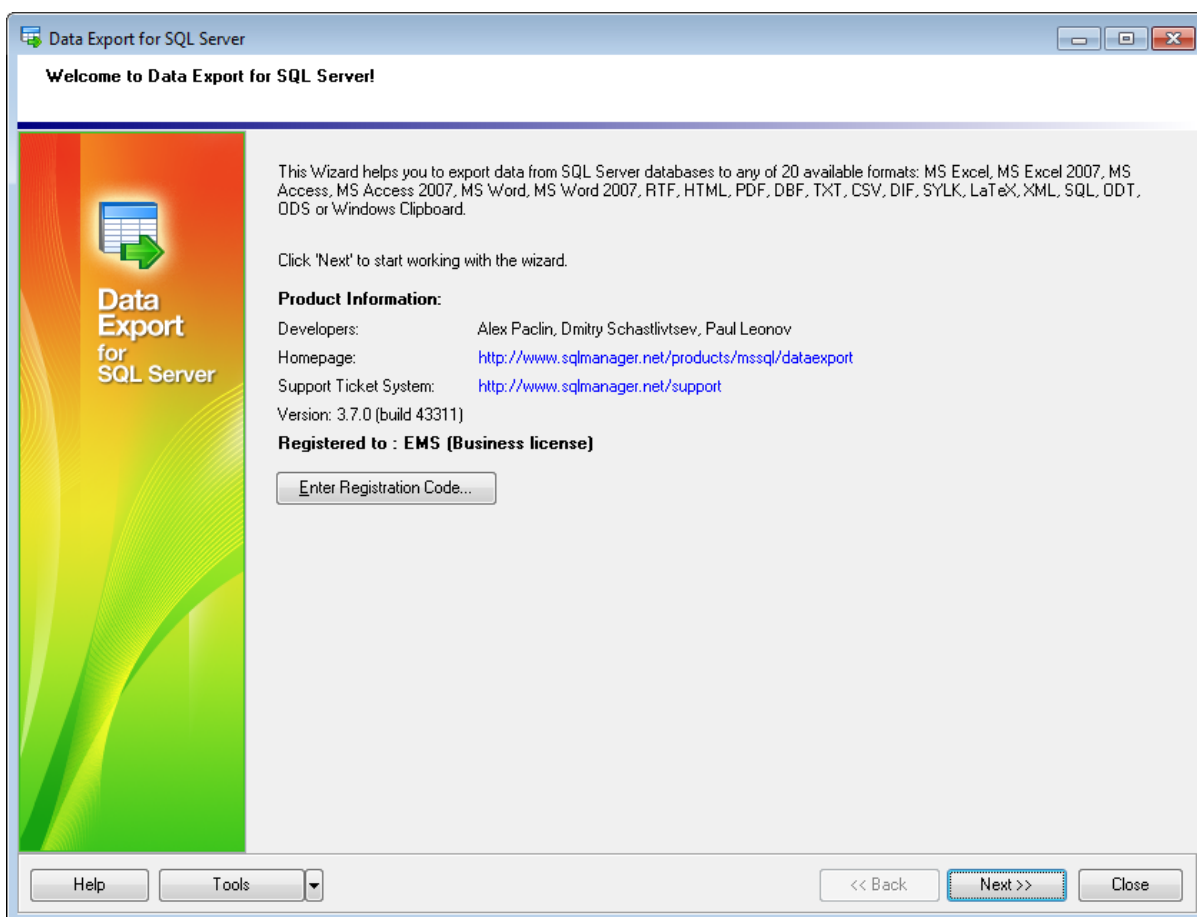 Data Export for SQL Server
Welcome to Data Export for SQL Server!
This Wizard helps you to export data from SQL Server databases to any of 20 available formats: MS Excel, MS Excel 2007, MS
Access, MS Access 2007, MS Word, MS Word 2007, RTF, HTML, PDF, DBF, TXT, CSV, DIF, SYLK, LaTeX, XML, SQL, ODT,
ODS or Windows Clipboard.
Click 'Next' to start working with the wizard.
Data
Export
for
SQL Server
Product Information:
Developers: Alex Paclin, Dmitry Schastlivtsev, Paul Leonov
Homepage: http://www.sqlmanager.net/products/mssql/dataexport
Support Ticket System: http://www.sqlmanager.net/support
Version: 3.7.0 (build 43311)
Registered to : EMS (Business license)
Enter Registration Code...
Help Tools << Back Next >> Close